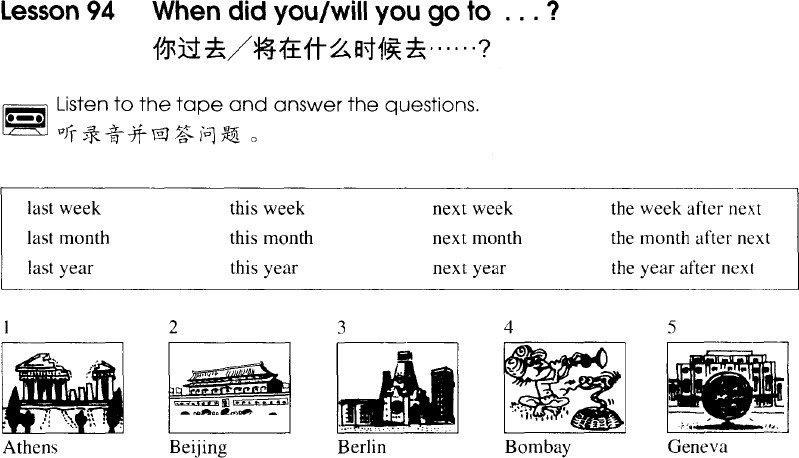 Lesson 94 When did you/will you go to ...?
你过去／将在什么时候去……?
Listen to the tape and answer the questions.
听录音并回答问题。
last week this week next week the week after next
last month this month next month the month after next
last year this year next year the year after next
1 2 3 4 5
Athens Beijing Berlin Bombay Geneva